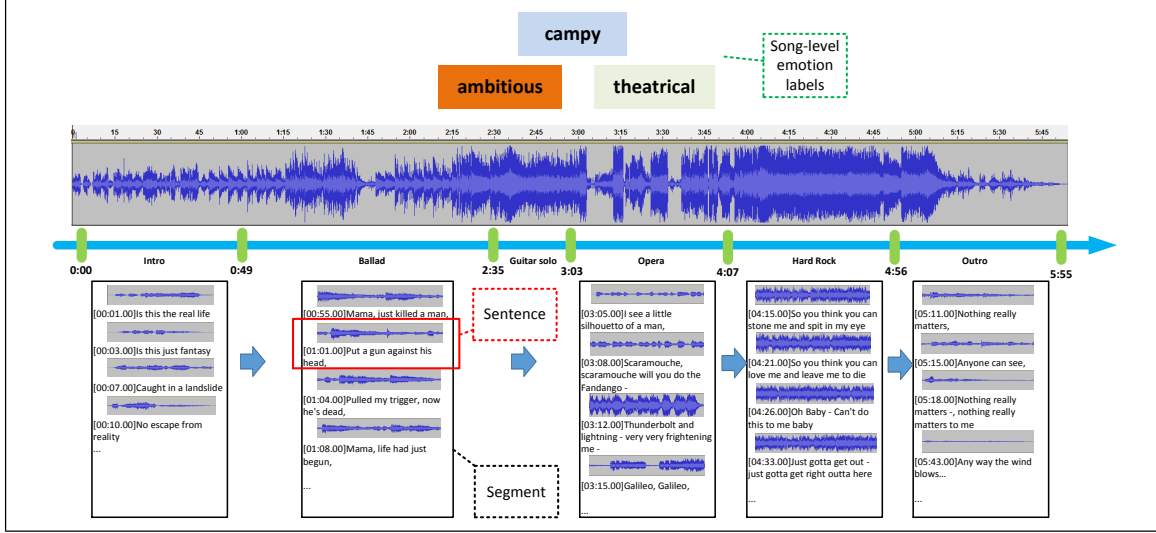 campy
ambitious
theatrical
Song-level
emotion
labels
0 15 30 45 1:00 1:15 1:30 1:45 2:00 2:15 2:30 2:45 3:00 3:15 3:30 3:45 4:00 4:15 4:30 4:45 5:00 5:15 5:30 5:45
Intro Ballad Guitar solo Opera Hard Rock Outro
0:00 0:49 2:35 3:03 4:07 4:56 5:55
[00:01.00]Is this the real life
[00:03.00]Is this just fantasy
[00:07.00]Caught in a landslide
[00:10.00]No escape from
reality
...
[00:55.00]Mama, just killed a man,
[01:01.00]Put a gun against his
head,
[01:04.00]Pulled my trigger, now
he's dead,
[01:08.00]Mama, life had just
begun,
...
Sentence
Segment
[03:05.00]I see a little
silhouetto of a man,
[03:08.00]Scaramouche,
scaramouche will you do the
Fandango -
[03:12.00]Thunderbolt and
lightning - very very frightening
me -
[03:15.00]Galileo, Galileo,
...
[04:15.00]So you think you can
stone me and spit in my eye
[04:21.00]So you think you can
love me and leave me to die
[04:26.00]Oh Baby - Can't do
this to me baby
[04:33.00]Just gotta get out -
just gotta get right outta here
...
[05:11.00]Nothing really
matters,
[05:15.00]Anyone can see,
[05:18.00]Nothing really
matters -, nothing really
matters to me
[05:43.00]Any way the wind
blows...
...